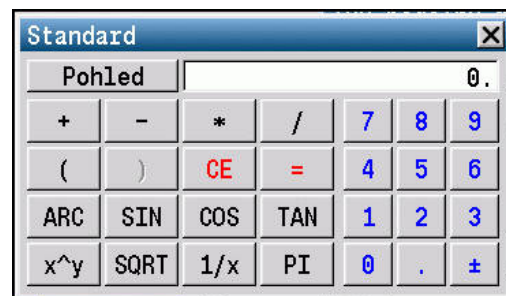 Standard
Pohled 0.
+ - * / 7 8 9
( ) CE = 4 5 6
ARC SIN COS TAN 1 2 3
x^y SQRT 1/x PI 0 . ±